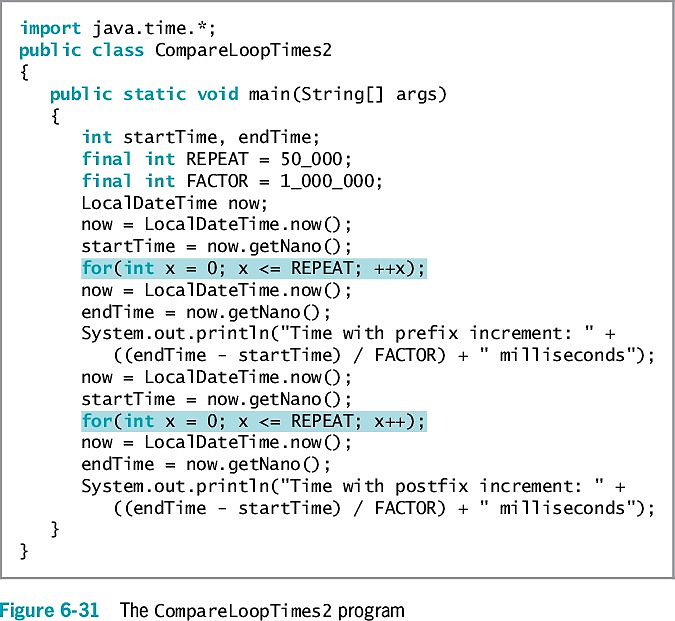 import java.time.*;
public class CompareLoopTimes2
{
   public static void main(String[] args)
   {
      int startTime, endTime;
      final int REPEAT = 50_000;
      final int FACTOR = 1_000_000;
      LocalDateTime now;
      now = LocalDateTime.now();
      startTime = now.getNano();
      for(int x = 0; x <= REPEAT; ++x);
      now = LocalDateTime.now();
      endTime = now.getNano();
      System.out.println("Time with prefix increment: " +
         ((endTime - startTime) / FACTOR) + " milliseconds");
      now = LocalDateTime.now();
      startTime = now.getNano();
      for(int x = 0; x <= REPEAT; x++);
      now = LocalDateTime.now();
      endTime = now.getNano();
      System.out.println("Time with postfix increment: " +
         ((endTime - startTime) / FACTOR) + " milliseconds");
   }
}
Figure 6-31 The CompareLoopTimes2 program